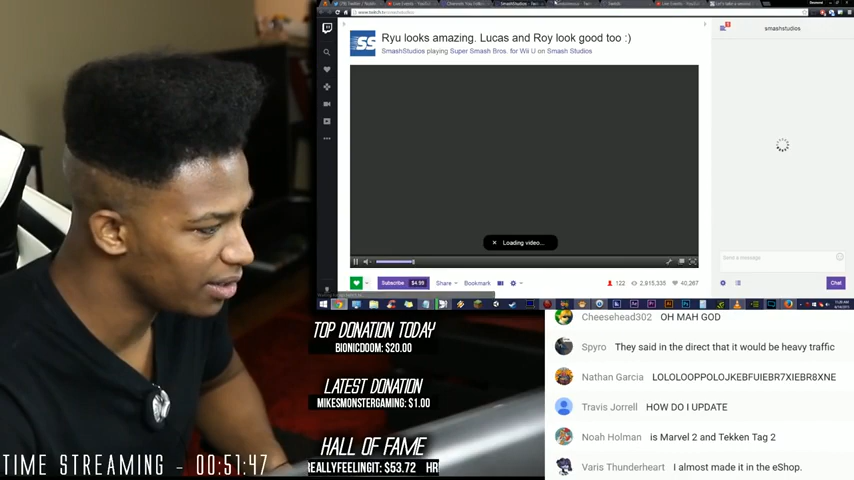 Ryu looks amazing. Lucas and Roy look good too :)
SmashStudios playing Super Smash Bros. for Wii U on Smash Studios
smashstudios
SS
Loading video...
Send a message
Subscribe $4.99 Share Bookmark 122 2,915,335 40,267
Chat
TOP DONATION TODAY
BIONICDOOM: $20.00
LATEST DONATION
MIKESMONSTERGAMING: $1.00
HALL OF FAME
REALLYFEELINGIT: $53.72 HR
TIME STREAMING - 00:51:47
Cheesehead302 OH MAH GOD
Spyro They said in the direct that it would be heavy traffic
Nathan Garcia LOLOLOOPPOLOJKEBFUIEBR7XIEBR8XNE
Travis Jorrell HOW DO I UPDATE
Noah Holman is Marvel 2 and Tekken Tag 2
Varis Thunderheart I almost made it in the eShop.